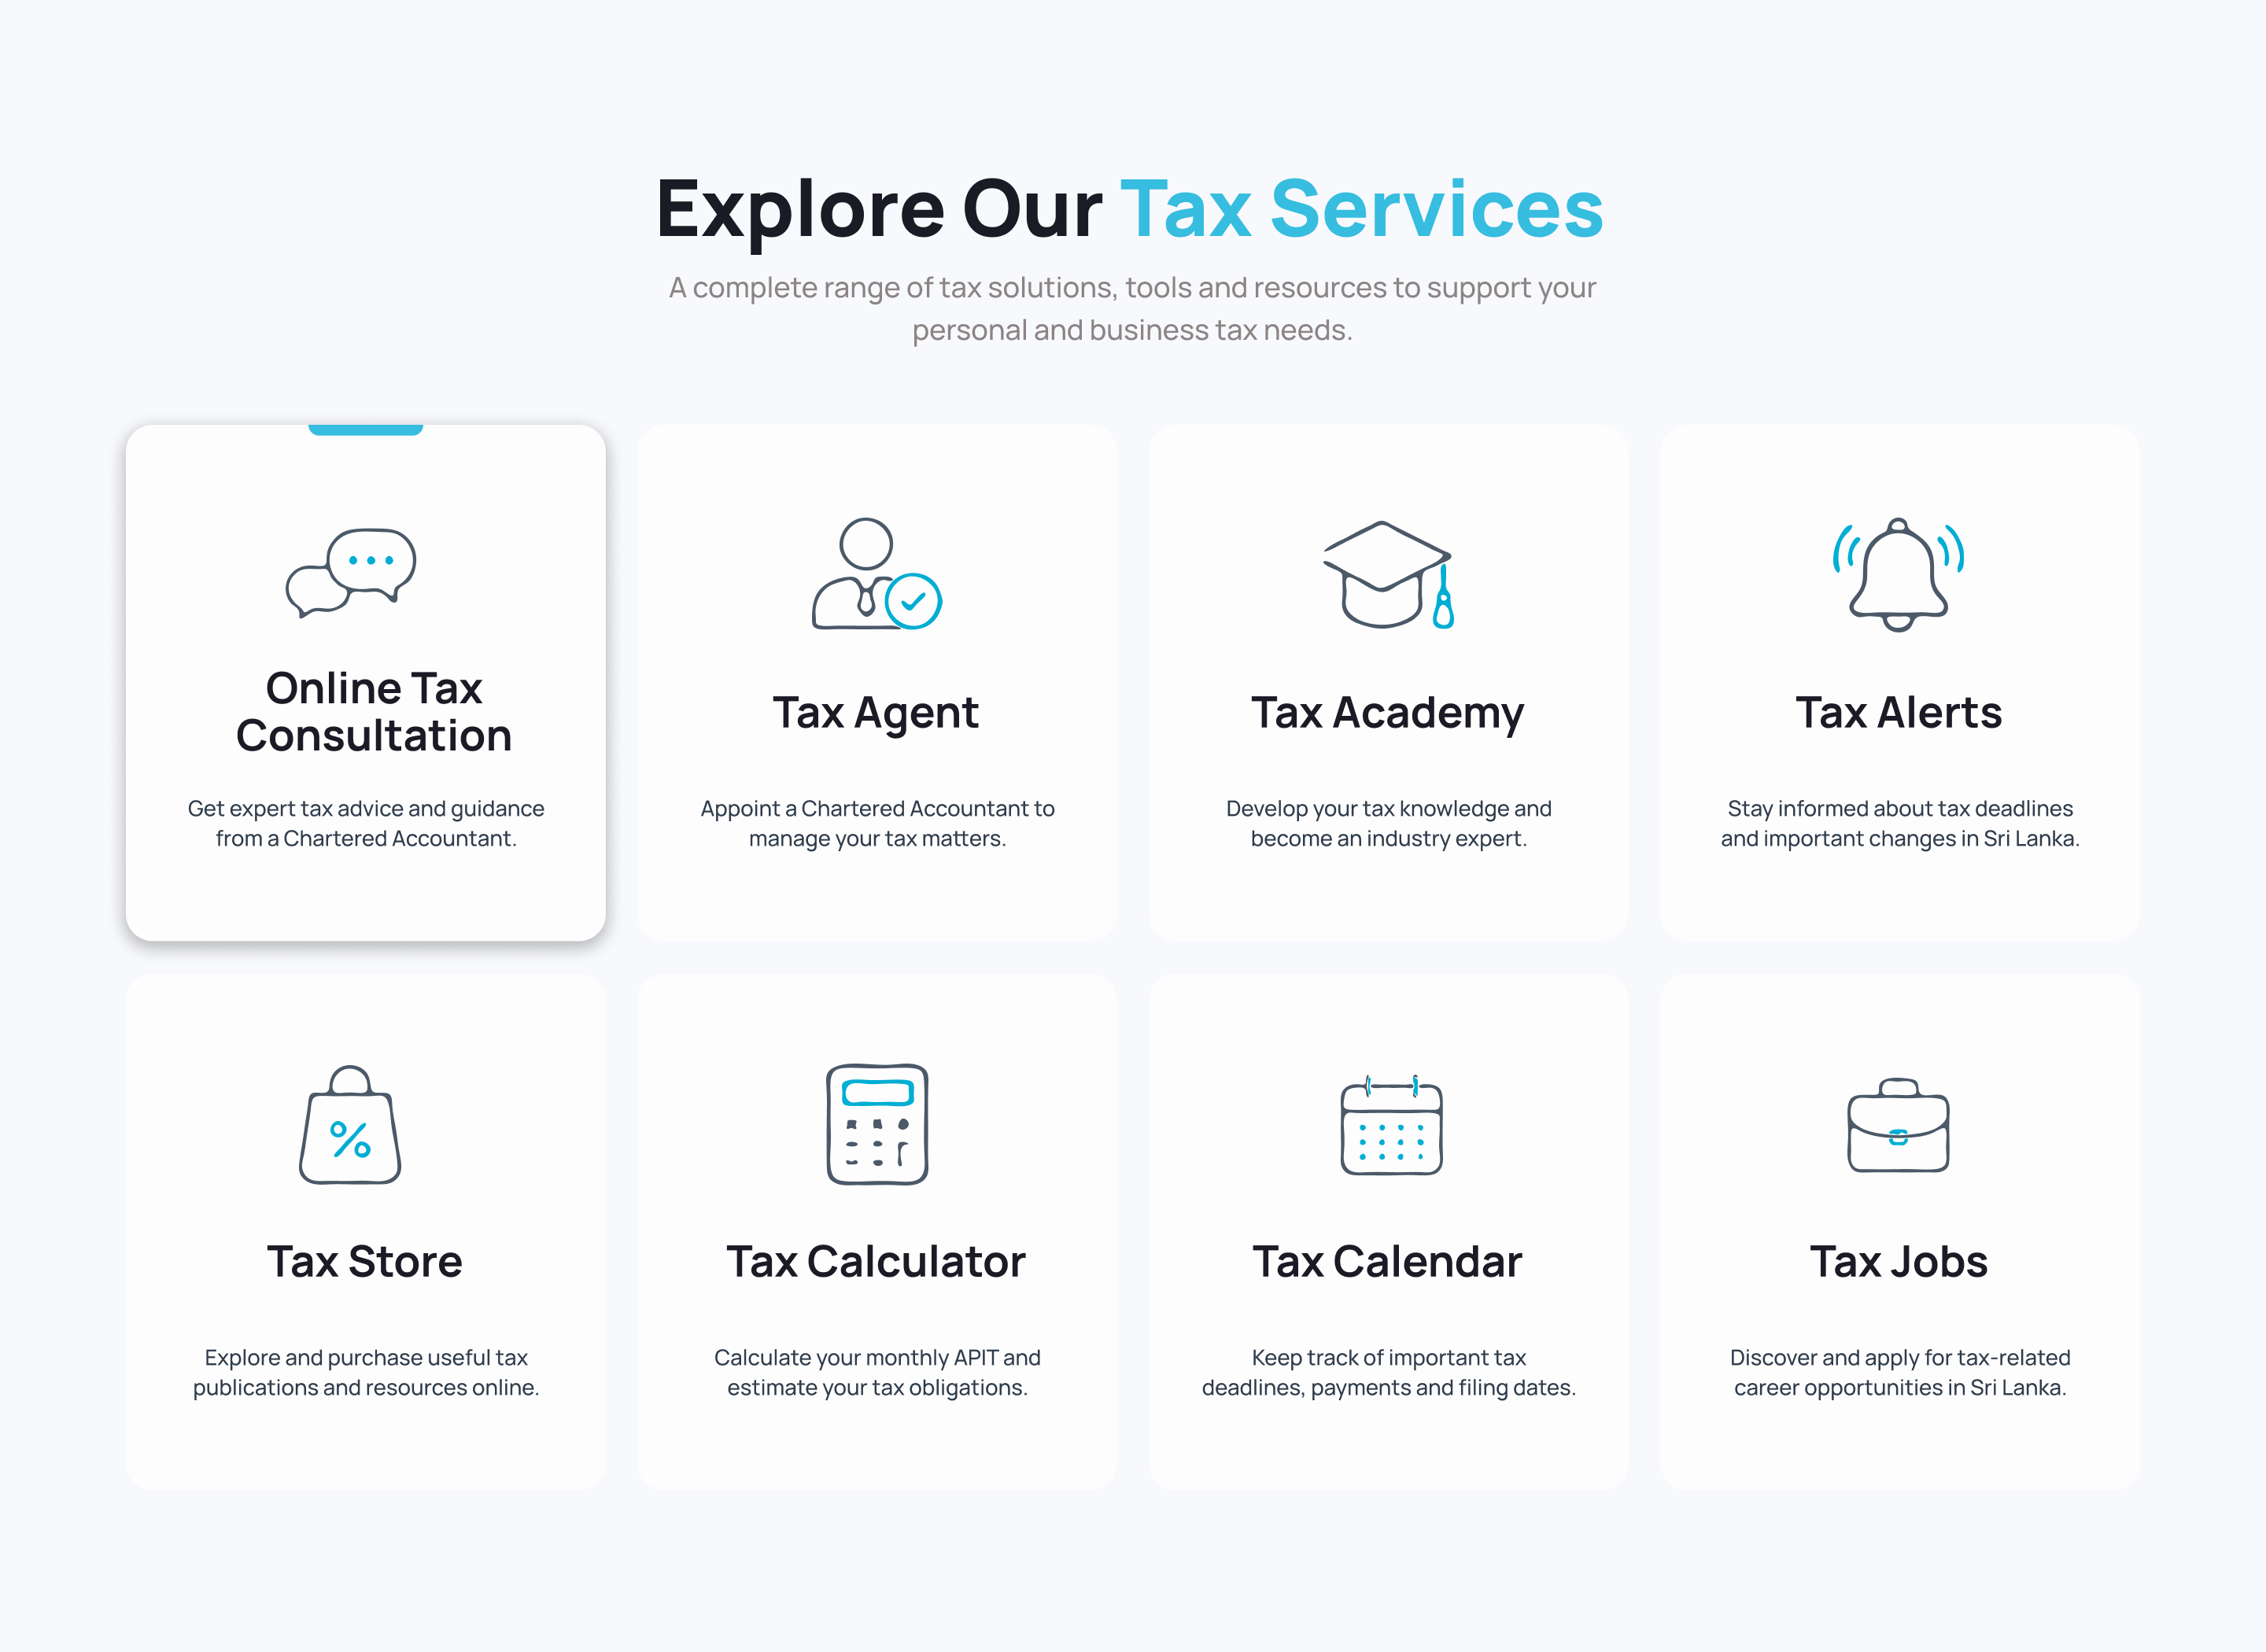 Explore Our Tax Services
A complete range of tax solutions, tools and resources to support your
personal and business tax needs.
Online Tax
Consultation
Get expert tax advice and guidance
from a Chartered Accountant.
Tax Agent
Appoint a Chartered Accountant to
manage your tax matters.
Tax Academy
Develop your tax knowledge and
become an industry expert.
Tax Alerts
Stay informed about tax deadlines
and important changes in Sri Lanka.
%
Tax Store
Explore and purchase useful tax
publications and resources online.
Tax Calculator
Calculate your monthly APIT and
estimate your tax obligations.
Tax Calendar
Keep track of important tax
deadlines, payments and filing dates.
Tax Jobs
Discover and apply for tax-related
career opportunities in Sri Lanka.